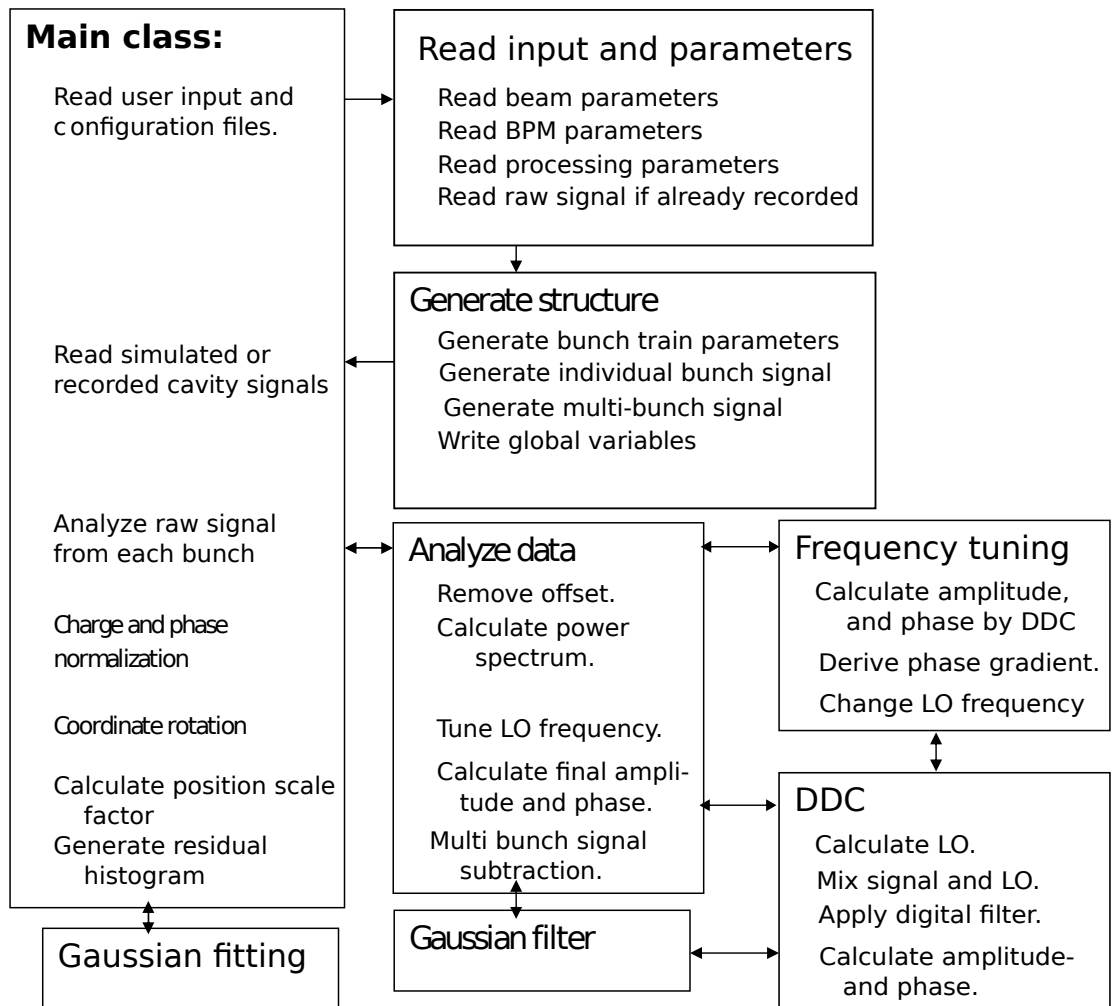 Main class:
Read user input and
configuration files.
Read simulated or
recorded cavity signals
Analyze raw signal
from each bunch
Charge and phase
normalization
Coordinate rotation
Calculate position scale
factor
Generate residual
histogram
Gaussian fitting
Read input and parameters
Read beam parameters
Read BPM parameters
Read processing parameters
Read raw signal if already recorded
Generate structure
Generate bunch train parameters
Generate individual bunch signal
Generate multi-bunch signal
Write global variables
Analyze data
Remove offset.
Calculate power
spectrum.
Tune LO frequency.
Calculate final ampli-
tude and phase.
Multi bunch signal
subtraction.
Gaussian filter
Frequency tuning
Calculate amplitude,
and phase by DDC
Derive phase gradient.
Change LO frequency
DDC
Calculate LO.
Mix signal and LO.
Apply digital filter.
Calculate amplitude-
and phase.